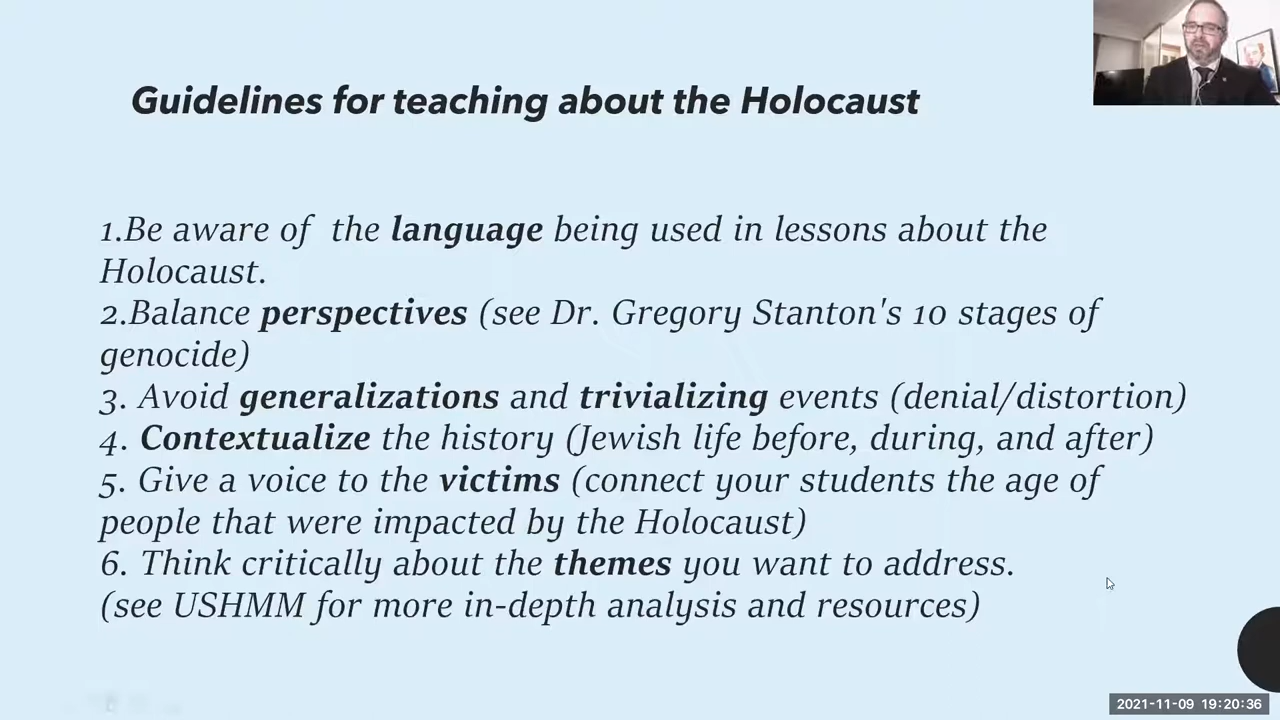 Guidelines for teaching about the Holocaust
1.Be aware of the language being used in lessons about the
Holocaust.
2.Balance perspectives (see Dr. Gregory Stanton's 10 stages of
genocide)
3. Avoid generalizations and trivializing events (denial/distortion)
4. Contextualize the history (Jewish life before, during, and after)
5. Give a voice to the victims (connect your students the age of
people that were impacted by the Holocaust)
6. Think critically about the themes you want to address.
(see USHMM for more in-depth analysis and resources)
2021-11-09 19:20:36